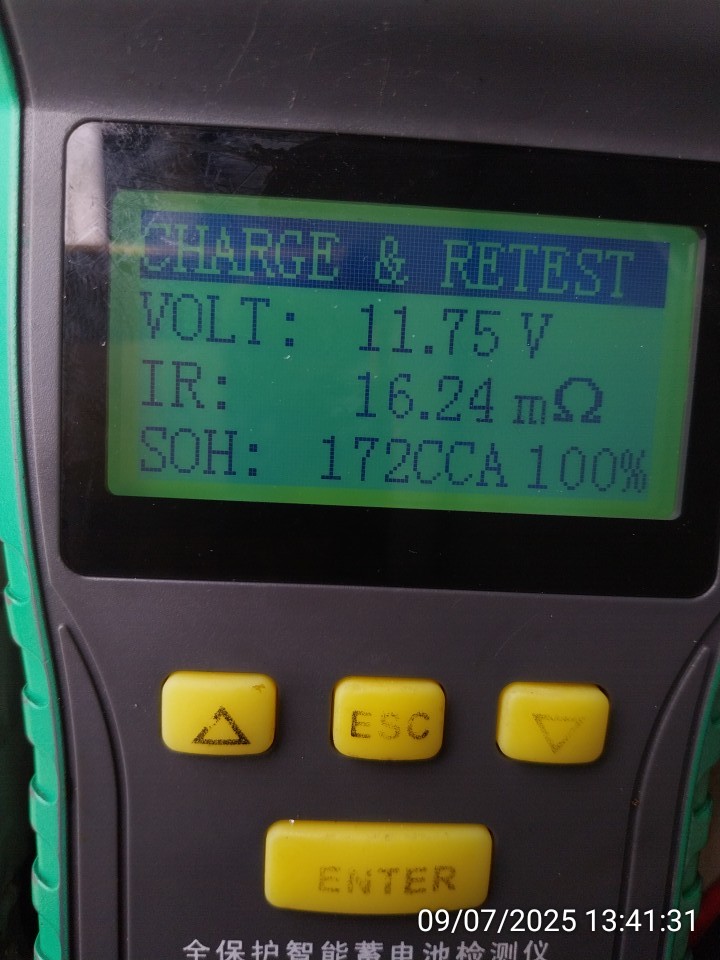 CHARGE & RETEST
VOLT: 11.75 V
IR: 16.24 mΩ
SOH: 172CCA 100%
ESC
ENTER
09/07/2025 13:41:31
全保护智能蓄电池检测仪